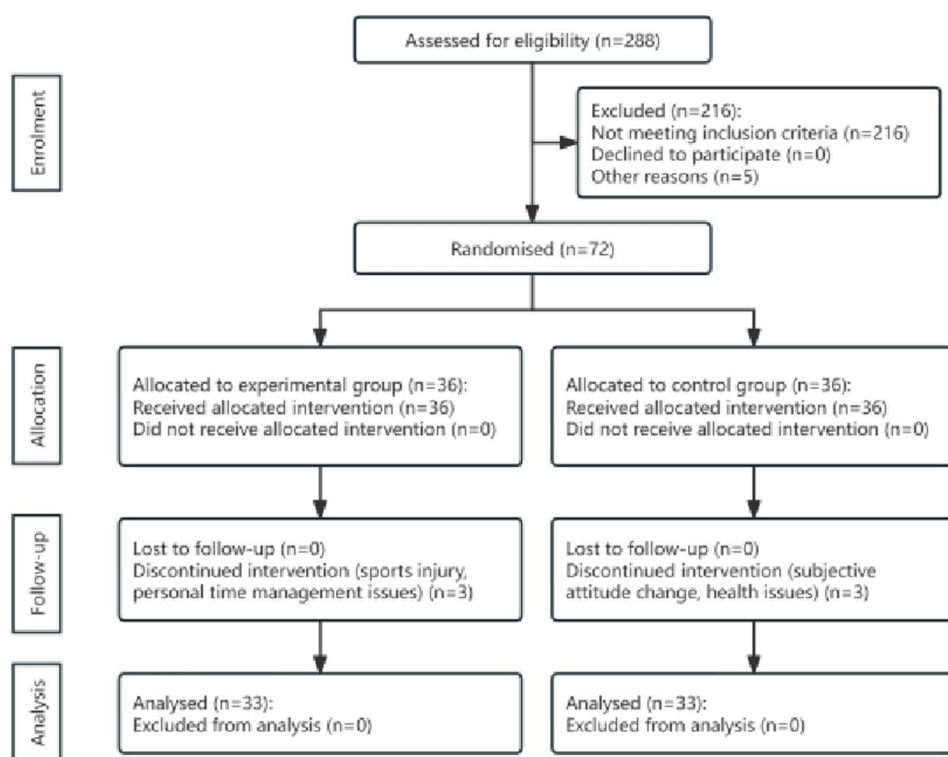 Assessed for eligibility (n=288)
Enrolment
Excluded (n=216):
Not meeting inclusion criteria (n=216)
Declined to participate (n=0)
Other reasons (n=5)
Randomised (n=72)
Allocation
Allocated to experimental group (n=36):
Received allocated intervention (n=36)
Did not receive allocated intervention (n=0)
Allocated to control group (n=36):
Received allocated intervention (n=36)
Did not receive allocated intervention (n=0)
Follow-up
Lost to follow-up (n=0)
Discontinued intervention (sports injury,
personal time management issues) (n=3)
Lost to follow-up (n=0)
Discontinued intervention (subjective
attitude change, health issues) (n=3)
Analysis
Analysed (n=33):
Excluded from analysis (n=0)
Analysed (n=33):
Excluded from analysis (n=0)